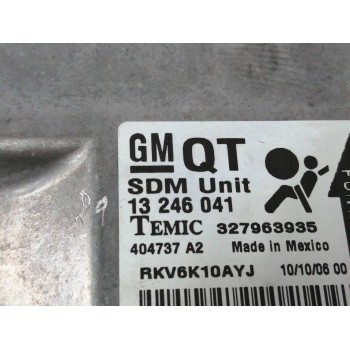 GM QT
SDM Unit
13 246 041
TEMIC 327963935
404737 A2 Made in Mexico
RKV6K10AYJ 10/10/06 00